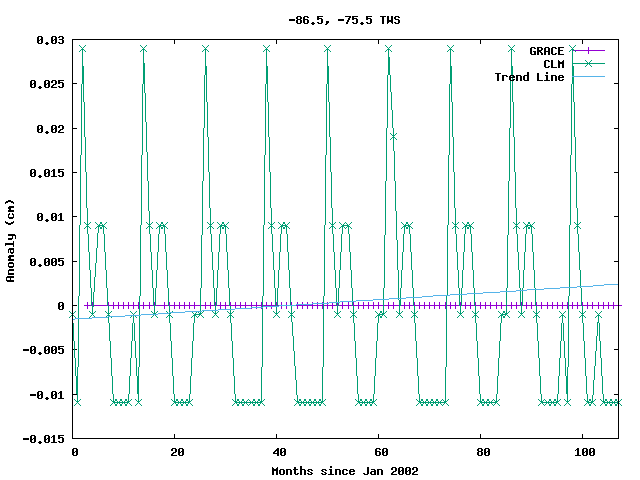 -86.5, -75.5 TWS
GRACE
CLM
Trend Line
0.03
0.025
0.02
0.015
0.01
0.005
0
-0.005
-0.01
-0.015
Anomaly (cm)
0 20 40 60 80 100
Months since Jan 2002